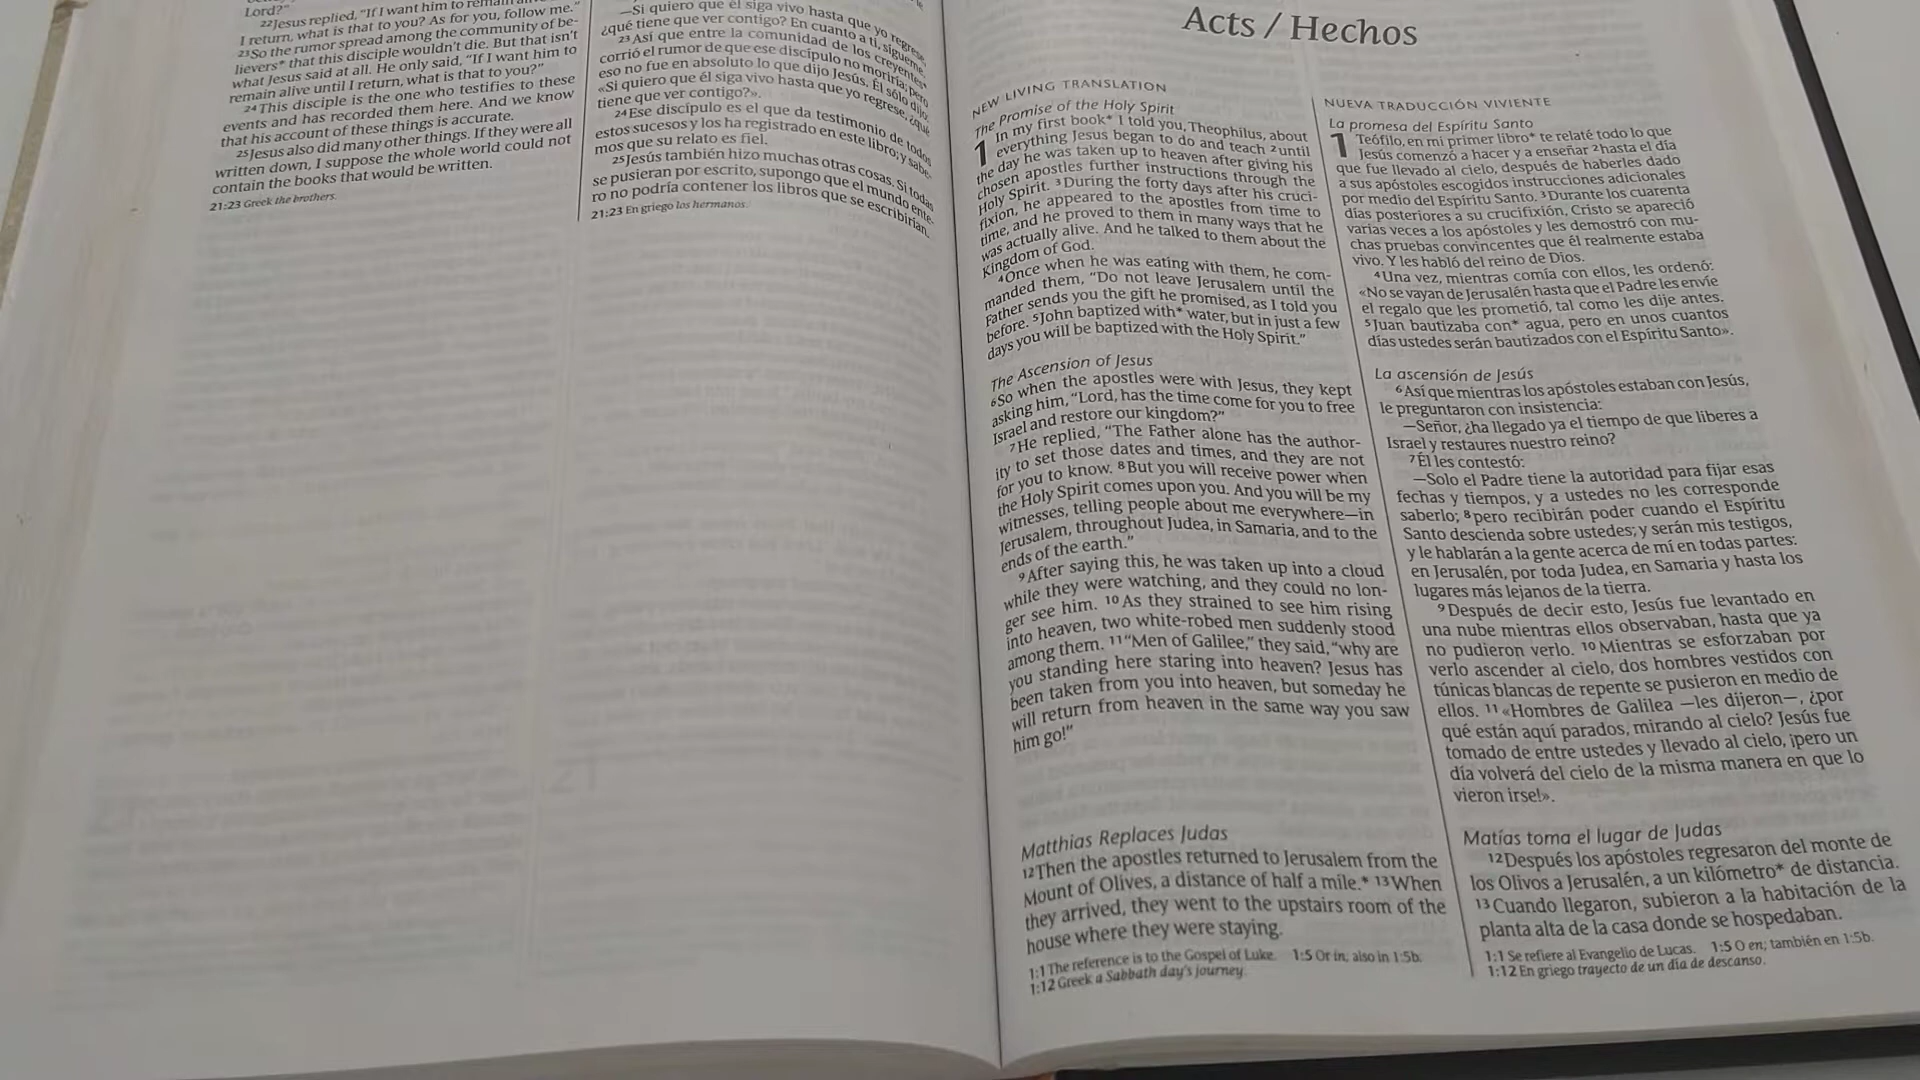 Lord?"
22Jesus replied, "If I want him to remain alive until
I return, what is that to you? As for you, follow me."
23So the rumor spread among the community of be-
lievers* that this disciple wouldn't die. But that isn't
what Jesus said at all. He only said, "If I want him to
remain alive until I return, what is that to you?"
24This disciple is the one who testifies to these
events and has recorded them here. And we know
that his account of these things is accurate.
25Jesus also did many other things. If they were all
written down, I suppose the whole world could not
contain the books that would be written.
21:23 Greek the brothers.
—Si quiero que él siga vivo hasta que yo regrese,
¿qué tiene que ver contigo? En cuanto a ti, sígueme.
23Así que entre la comunidad de los creyentes*
corrió el rumor de que ese discípulo no moriría; pero
eso no fue en absoluto lo que dijo Jesús. Él sólo dijo:
«Si quiero que él siga vivo hasta que yo regrese, ¿qué
tiene que ver contigo?».
24Ese discípulo es el que da testimonio de todos
estos sucesos y los ha registrado en este libro; y sabe-
mos que su relato es fiel.
25Jesús también hizo muchas otras cosas. Si todas
se pusieran por escrito, supongo que el mundo ente-
ro no podría contener los libros que se escribirían.
21:23 En griego los hermanos.
Acts / Hechos
NEW LIVING TRANSLATION
The Promise of the Holy Spirit
1 In my first book* I told you, Theophilus, about
everything Jesus began to do and teach 2until
the day he was taken up to heaven after giving his
chosen apostles further instructions through the
Holy Spirit. 3During the forty days after his cruci-
fixion, he appeared to the apostles from time to
time, and he proved to them in many ways that he
was actually alive. And he talked to them about the
Kingdom of God.
4Once when he was eating with them, he com-
manded them, "Do not leave Jerusalem until the
Father sends you the gift he promised, as I told you
before. 5John baptized with* water, but in just a few
days you will be baptized with the Holy Spirit."
The Ascension of Jesus
6So when the apostles were with Jesus, they kept
asking him, "Lord, has the time come for you to free
Israel and restore our kingdom?"
7He replied, "The Father alone has the author-
ity to set those dates and times, and they are not
for you to know. 8But you will receive power when
the Holy Spirit comes upon you. And you will be my
witnesses, telling people about me everywhere—in
Jerusalem, throughout Judea, in Samaria, and to the
ends of the earth."
9After saying this, he was taken up into a cloud
while they were watching, and they could no lon-
ger see him. 10As they strained to see him rising
into heaven, two white-robed men suddenly stood
among them. 11"Men of Galilee," they said, "why are
you standing here staring into heaven? Jesus has
been taken from you into heaven, but someday he
will return from heaven in the same way you saw
him go!"
Matthias Replaces Judas
12Then the apostles returned to Jerusalem from the
Mount of Olives, a distance of half a mile.* 13When
they arrived, they went to the upstairs room of the
house where they were staying.
1:1 The reference is to the Gospel of Luke. 1:5 Or in; also in 1:5b.
1:12 Greek a Sabbath day's journey.
NUEVA TRADUCCIÓN VIVIENTE
La promesa del Espíritu Santo
1 Teófilo, en mi primer libro* te relaté todo lo que
Jesús comenzó a hacer y a enseñar 2hasta el día
que fue llevado al cielo, después de haberles dado
a sus apóstoles escogidos instrucciones adicionales
por medio del Espíritu Santo. 3Durante los cuarenta
días posteriores a su crucifixión, Cristo se apareció
varias veces a los apóstoles y les demostró con mu-
chas pruebas convincentes que él realmente estaba
vivo. Y les habló del reino de Dios.
4Una vez, mientras comía con ellos, les ordenó:
«No se vayan de Jerusalén hasta que el Padre les envíe
el regalo que les prometió, tal como les dije antes.
5Juan bautizaba con* agua, pero en unos cuantos
días ustedes serán bautizados con el Espíritu Santo».
La ascensión de Jesús
6Así que mientras los apóstoles estaban con Jesús,
le preguntaron con insistencia:
—Señor, ¿ha llegado ya el tiempo de que liberes a
Israel y restaures nuestro reino?
7Él les contestó:
—Solo el Padre tiene la autoridad para fijar esas
fechas y tiempos, y a ustedes no les corresponde
saberlo; 8pero recibirán poder cuando el Espíritu
Santo descienda sobre ustedes; y serán mis testigos,
y le hablarán a la gente acerca de mí en todas partes:
en Jerusalén, por toda Judea, en Samaria y hasta los
lugares más lejanos de la tierra.
9Después de decir esto, Jesús fue levantado en
una nube mientras ellos observaban, hasta que ya
no pudieron verlo. 10Mientras se esforzaban por
verlo ascender al cielo, dos hombres vestidos con
túnicas blancas de repente se pusieron en medio de
ellos. 11«Hombres de Galilea —les dijeron—, ¿por
qué están aquí parados, mirando al cielo? Jesús fue
tomado de entre ustedes y llevado al cielo, ¡pero un
día volverá del cielo de la misma manera en que lo
vieron irse!».
Matías toma el lugar de Judas
12Después los apóstoles regresaron del monte de
los Olivos a Jerusalén, a un kilómetro* de distancia.
13Cuando llegaron, subieron a la habitación de la
planta alta de la casa donde se hospedaban.
1:1 Se refiere al Evangelio de Lucas. 1:5 O en; también en 1:5b.
1:12 En griego trayecto de un día de descanso.